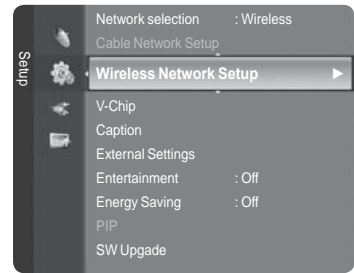 Setup
Network selection : Wireless
Cable Network Setup
Wireless Network Setup
V-Chip
Caption
External Settings
Entertainment : Off
Energy Saving : Off
PIP
SW Upgade